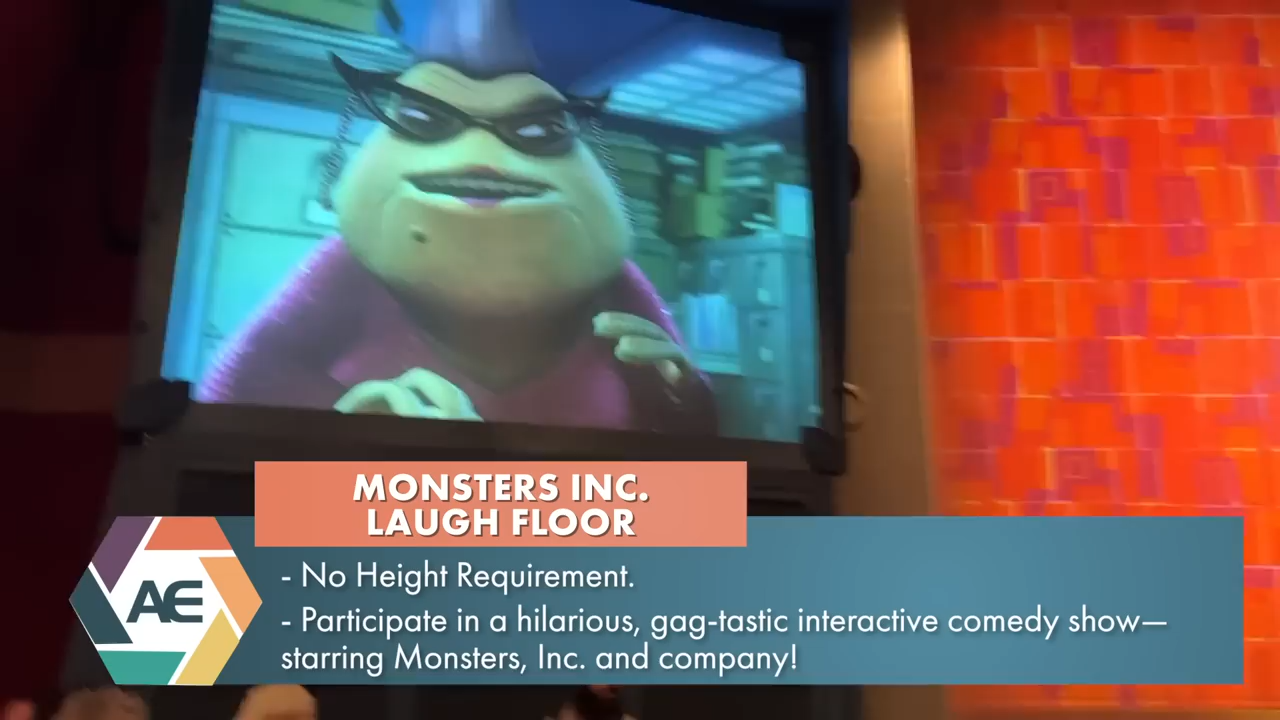 MONSTERS INC.
LAUGH FLOOR
- No Height Requirement.
- Participate in a hilarious, gag-tastic interactive comedy show—
starring Monsters, Inc. and company!
AE